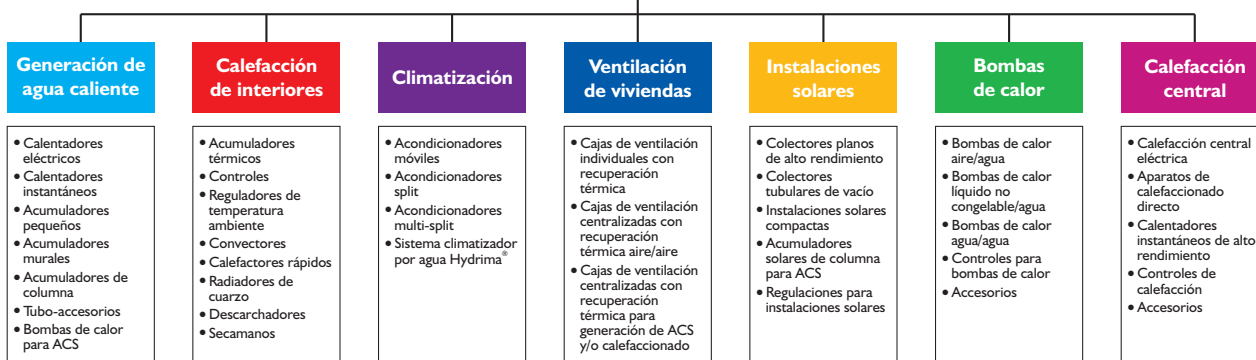 Generación de
agua caliente
• Calentadores
eléctricos
• Calentadores
instantáneos
• Acumuladores
pequeños
• Acumuladores
murales
• Acumuladores de
columna
• Tubo-accesorios
• Bombas de calor
para ACS
Calefacción
de interiores
• Acumuladores
térmicos
• Controles
• Reguladores de
temperatura
ambiente
• Convectores
• Calefactores rápidos
• Radiadores de
cuarzo
• Descarchadores
• Secamanos
Climatización
• Acondicionadores
móviles
• Acondicionadores
split
• Acondicionadores
multi-split
• Sistema climatizador
por agua Hydrima®
Ventilación
de viviendas
• Cajas de ventilación
individuales con
recuperación
térmica
• Cajas de ventilación
centralizadas con
recuperación
térmica aire/aire
• Cajas de ventilación
centralizadas con
recuperación
térmica para
generación de ACS
y/o calefaccionado
Instalaciones
solares
• Colectores planos
de alto rendimiento
• Colectores
tubulares de vacío
• Instalaciones solares
compactas
• Acumuladores
solares de columna
para ACS
• Regulaciones para
instalaciones solares
Bombas
de calor
• Bombas de calor
aire/agua
• Bombas de calor
líquido no
congelable/agua
• Bombas de calor
agua/agua
• Controles para
bombas de calor
• Accesorios
Calefacción
central
• Calefacción central
eléctrica
• Aparatos de
calefaccionado
directo
• Calentadores
instantáneos de alto
rendimiento
• Controles de
calefacción
• Accesorios